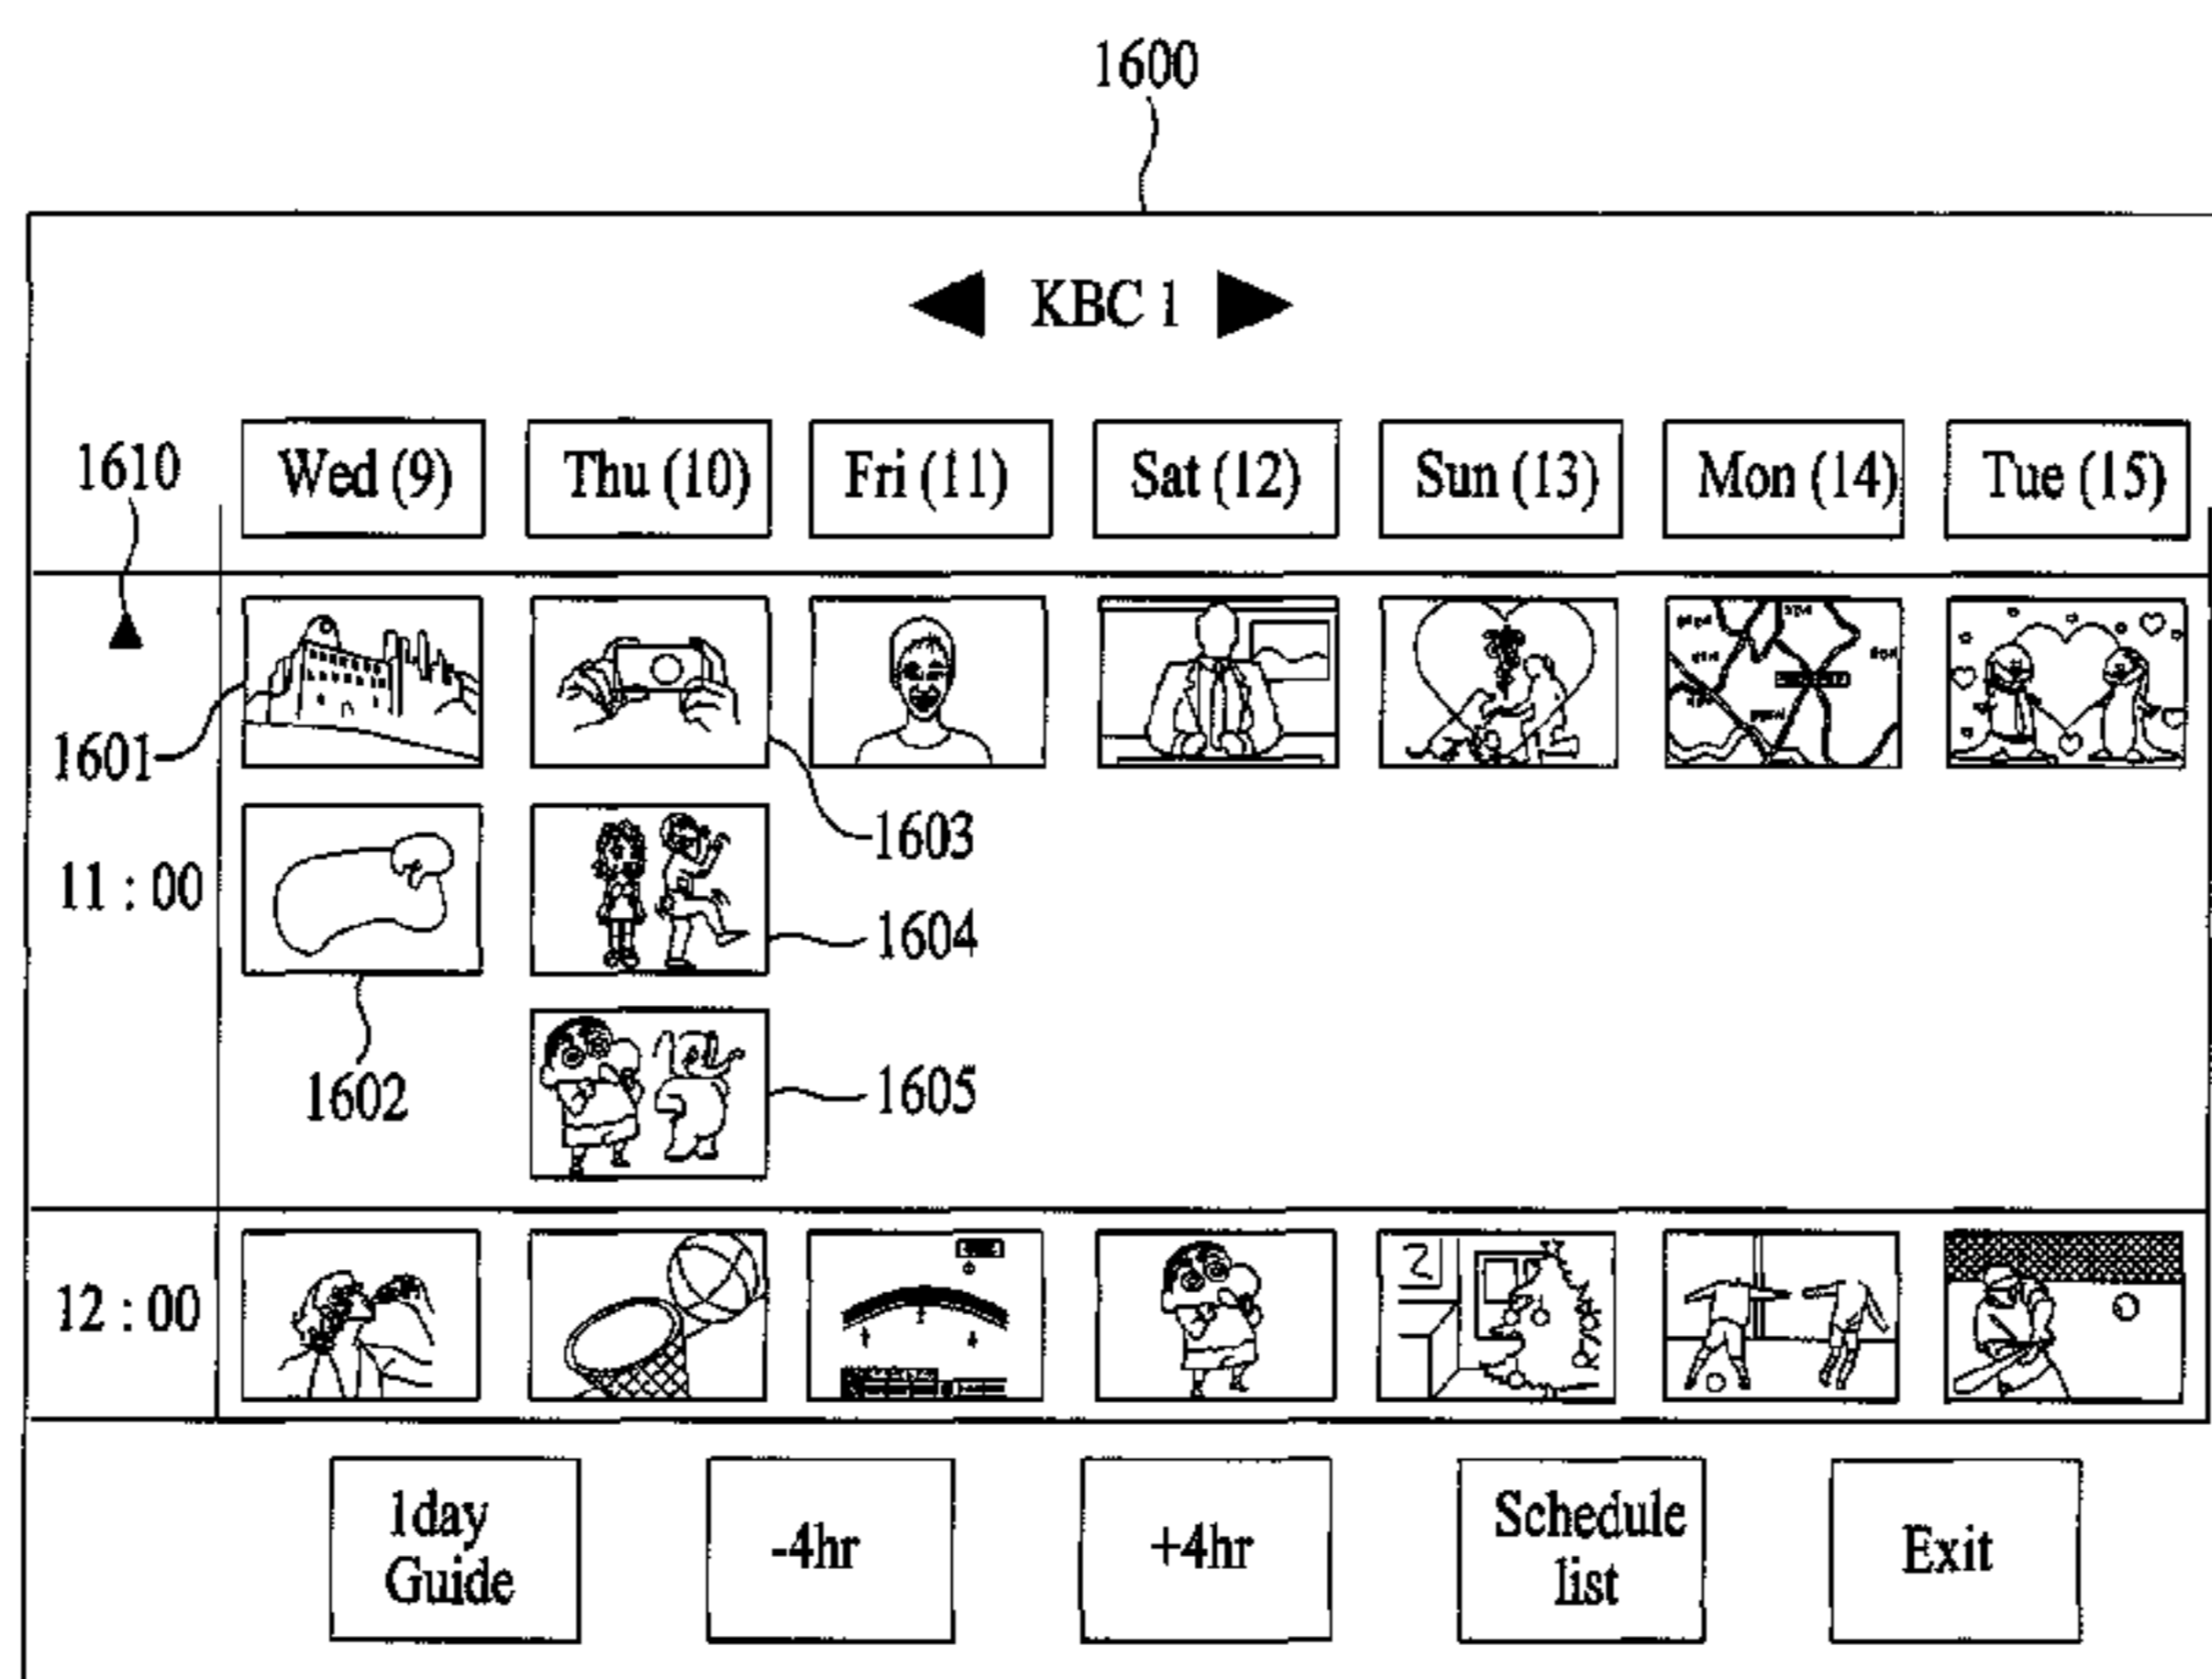 1600
KBC 1
1610
Wed (9) Thu (10) Fri (11) Sat (12) Sun (13) Mon (14) Tue (15)
1601
1603
11 : 00
1604
1602
1605
12 : 00
1day
Guide
-4hr
+4hr
Schedule
list
Exit